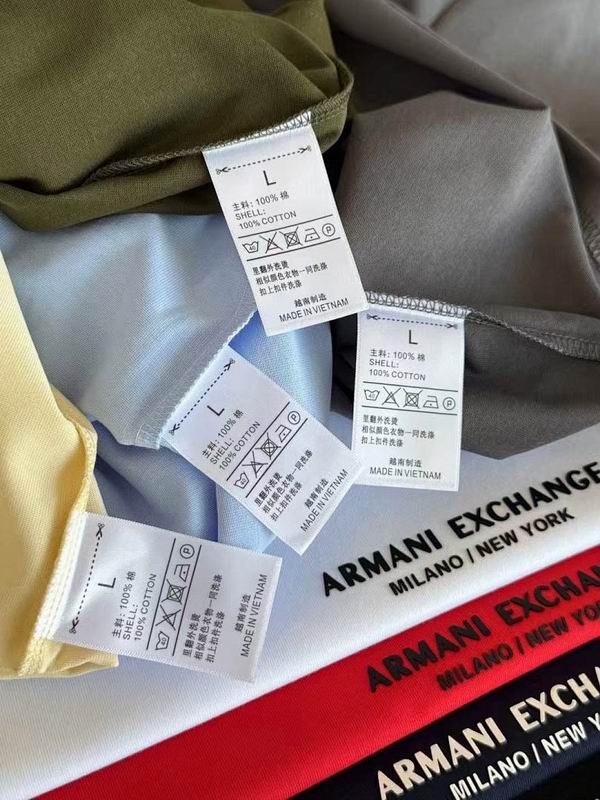 L
主料: 100% 棉
SHELL:
100% COTTON
里翻外洗烫
相似颜色衣物一同洗涤
扣上扣件洗涤
越南制造
MADE IN VIETNAM
L
主料: 100% 棉
SHELL:
100% COTTON
里翻外洗烫
相似颜色衣物一同洗涤
扣上扣件洗涤
越南制造
MADE IN VIETNAM
L
主料: 100% 棉
SHELL:
100% COTTON
里翻外洗烫
相似颜色衣物一同洗涤
扣上扣件洗涤
越南制造
MADE IN VIETNAM
L
主料: 100% 棉
SHELL:
100% COTTON
里翻外洗烫
相似颜色衣物一同洗涤
扣上扣件洗涤
越南制造
MADE IN VIETNAM
ARMANI EXCHANGE
MILANO / NEW YORK
ARMANI EXCHAN
MILANO / NEW YO
ARMANI EXCH
MILANO / NEW Y